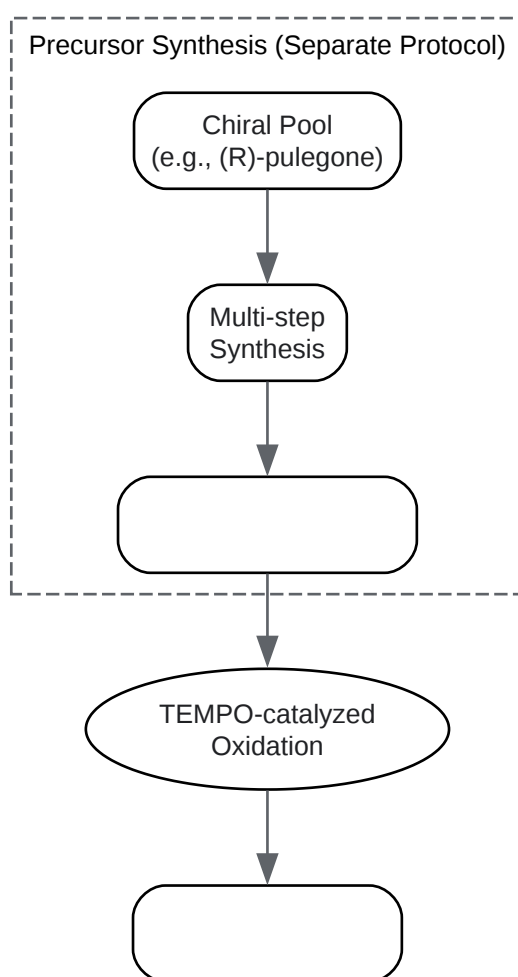 Precursor Synthesis (Separate Protocol)
Chiral Pool
(e.g., (R)-pulegone)
Multi-step
Synthesis
TEMPO-catalyzed
Oxidation